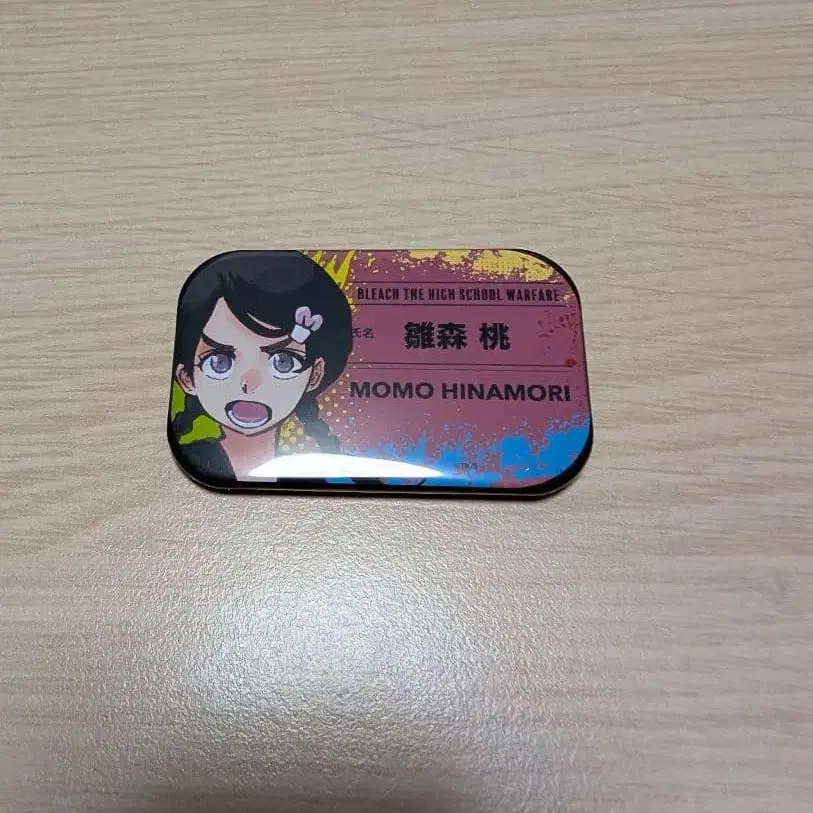 BLEACH THE HIGH SCHOOL WARFARE
氏名 雛森 桃
MOMO HINAMORI